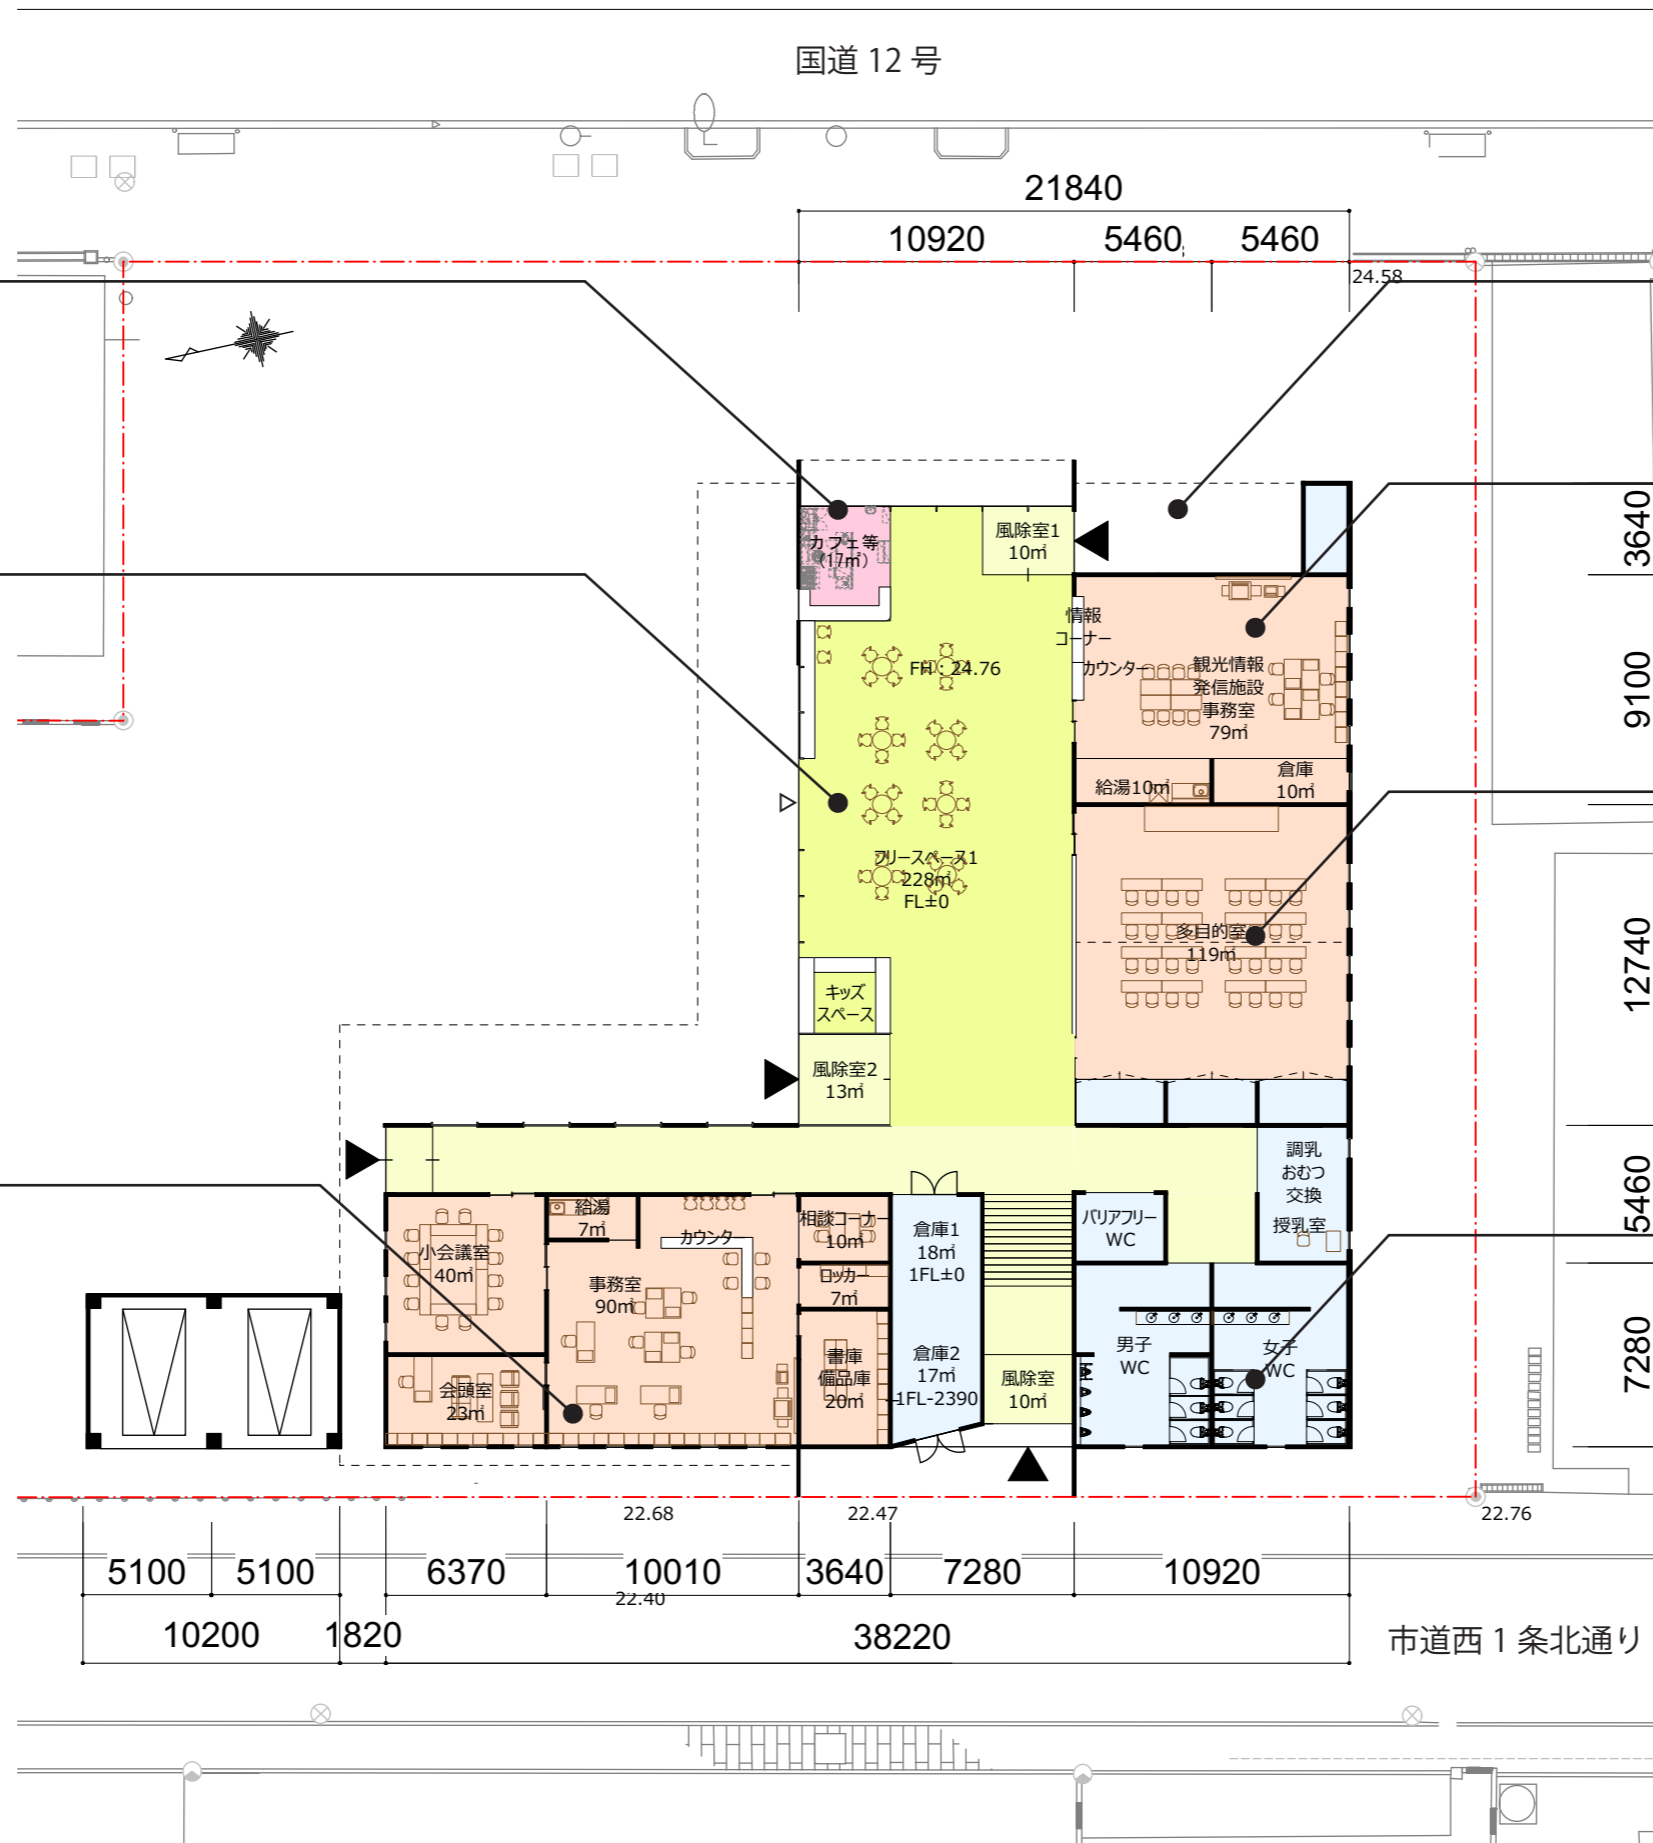 国道 12 号
21840
10920
5460
5460
24.58
カフェ等
（17㎡）
風除室1
10㎡
3640
情報
コーナー
カウンター
FH：24.76
観光情報
発信施設
事務室
79㎡
9100
給湯10㎡
倉庫
10㎡
フリースペース1
228㎡
FL±0
多目的室
119㎡
12740
キッズ
スペース
風除室2
13㎡
調乳
おむつ
交換
授乳室
5460
小会議室
40㎡
給湯
7㎡
カウンター
事務室
90㎡
相談コーナー
10㎡
ロッカー
7㎡
倉庫1
18㎡
1FL±0
バリアフリー
WC
会頭室
23㎡
書庫
備品庫
20㎡
倉庫2
17㎡
1FL-2390
風除室
10㎡
男子
WC
女子
WC
7280
22.68
22.47
22.76
5100
5100
6370
10010
3640
7280
10920
22.40
10200
1820
38220
市道西 1 条北通り